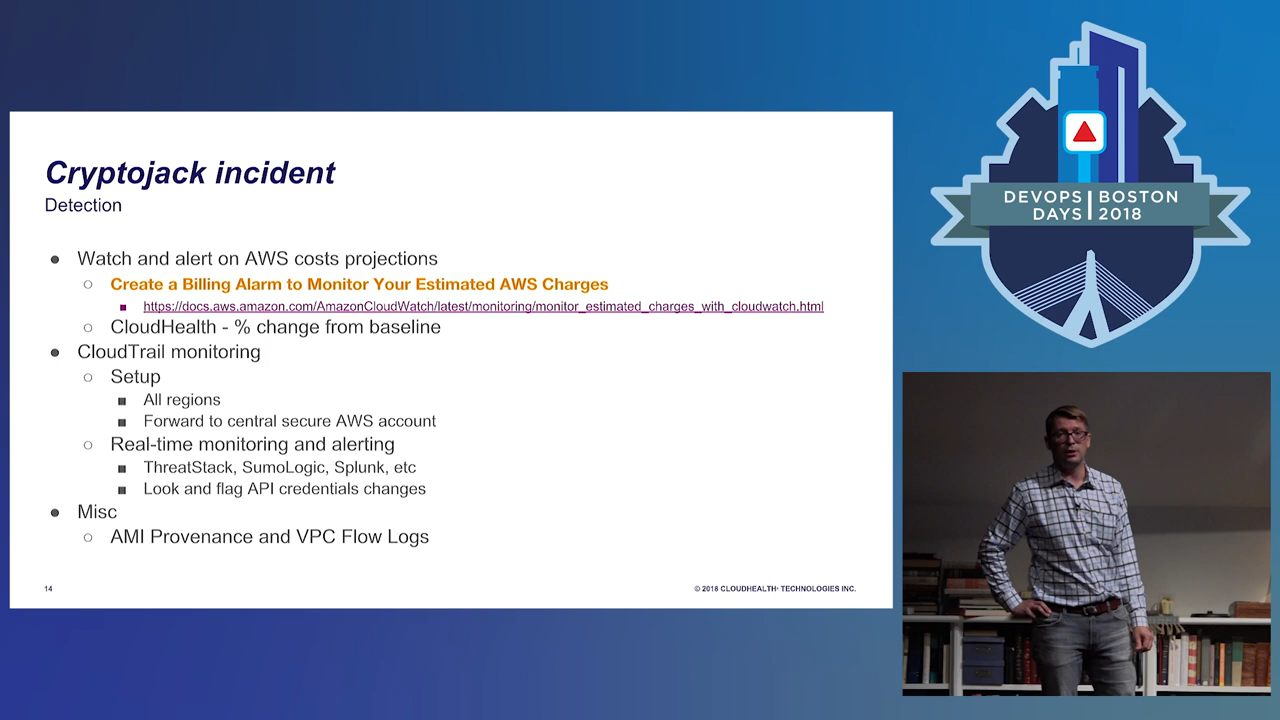 Cryptojack incident
Detection
● Watch and alert on AWS costs projections
○ Create a Billing Alarm to Monitor Your Estimated AWS Charges
■ https://docs.aws.amazon.com/AmazonCloudWatch/latest/monitoring/monitor_estimated_charges_with_cloudwatch.html
○ CloudHealth - % change from baseline
● CloudTrail monitoring
○ Setup
■ All regions
■ Forward to central secure AWS account
○ Real-time monitoring and alerting
■ ThreatStack, SumoLogic, Splunk, etc
■ Look and flag API credentials changes
● Misc
○ AMI Provenance and VPC Flow Logs
14
© 2018 CLOUDHEALTH® TECHNOLOGIES INC.
DEVOPS | BOSTON
DAYS | 2018